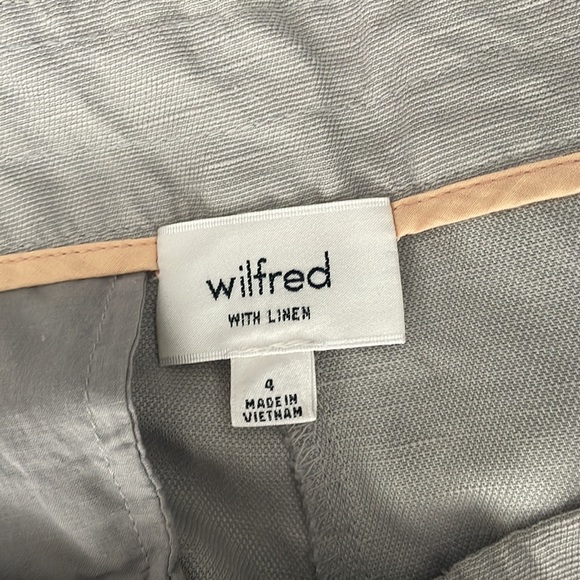 wilfred
WITH LINEN
4
MADE IN
VIETNAM